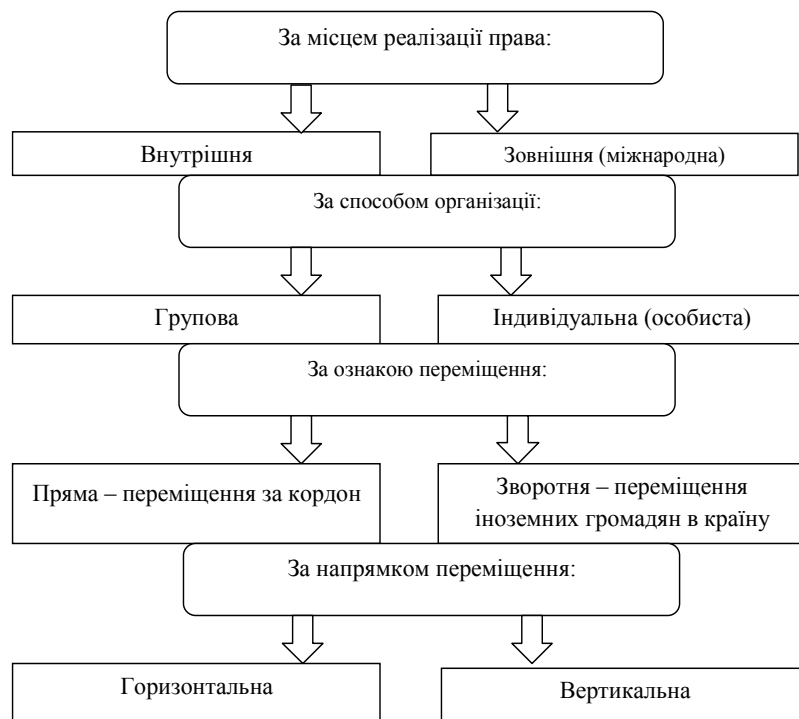 За місцем реалізації права:
Внутрішня
Зовнішня (міжнародна)
За способом організації:
Групова
Індивідуальна (особиста)
За ознакою переміщення:
Пряма – переміщення за кордон
Зворотня – переміщення
іноземних громадян в країну
За напрямком переміщення:
Горизонтальна
Вертикальна